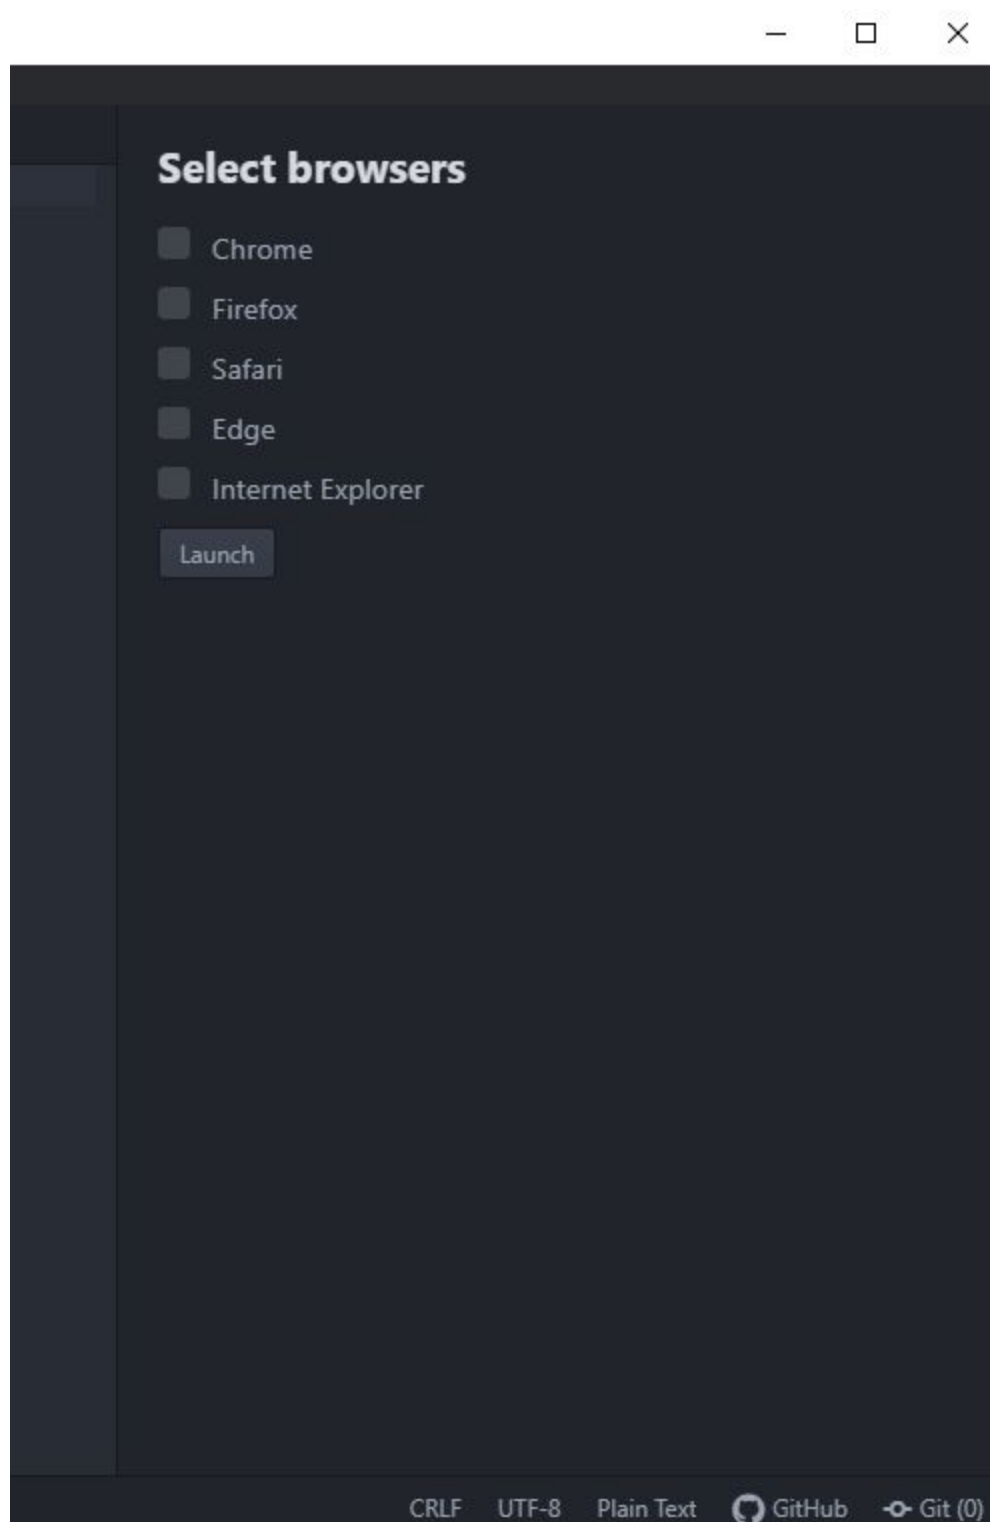 Select browsers
Chrome
Firefox
Safari
Edge
Internet Explorer
Launch
CRLF UTF-8 Plain Text GitHub Git (0)